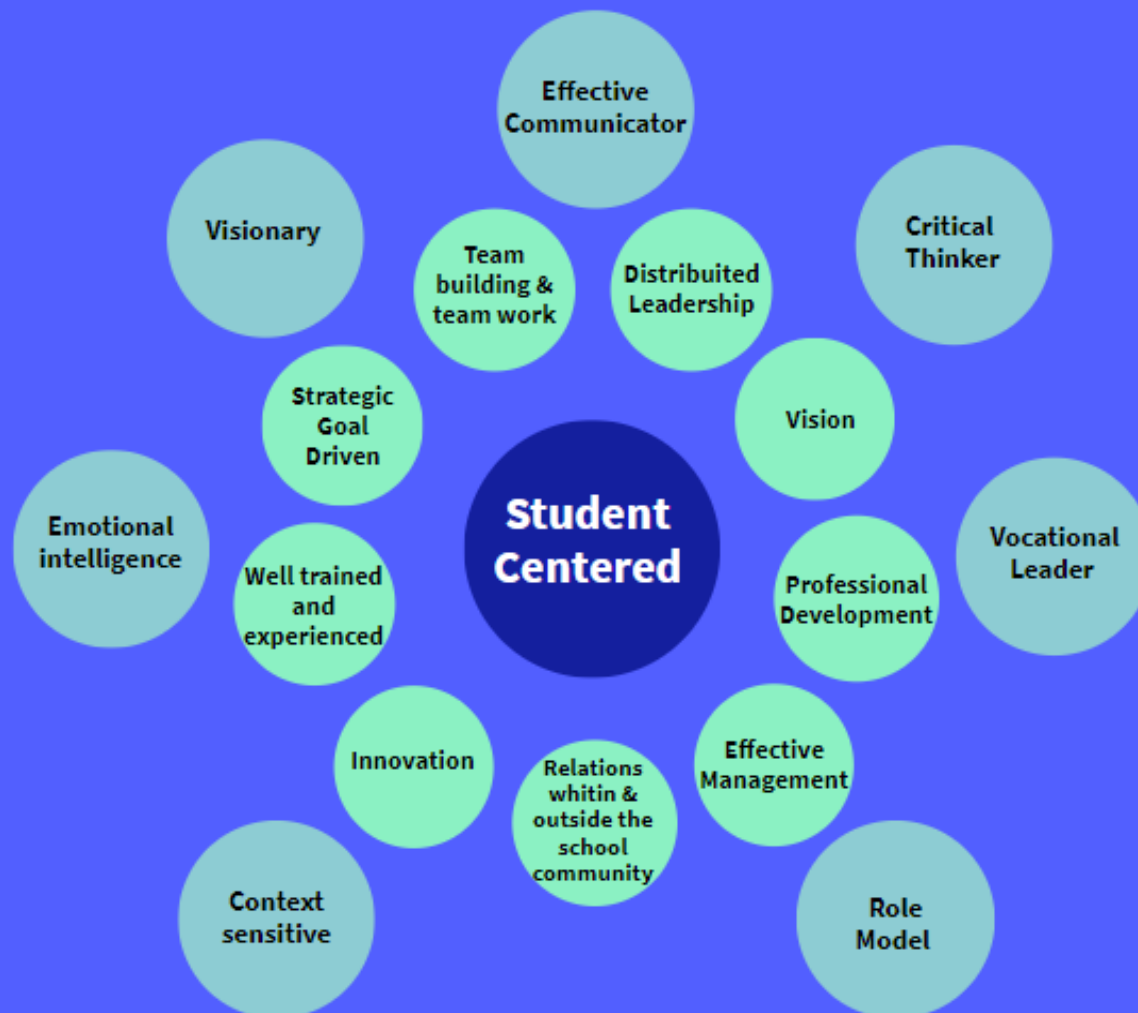 Effective
Communicator
Visionary
Critical
Thinker
Team
building &
team work
Distribuited
Leadership
Strategic
Goal
Driven
Vision
Student
Centered
Emotional
intelligence
Vocational
Leader
Well trained
and
experienced
Professional
Development
Innovation
Relations
whitin &
outside the
school
community
Effective
Management
Context
sensitive
Role
Model